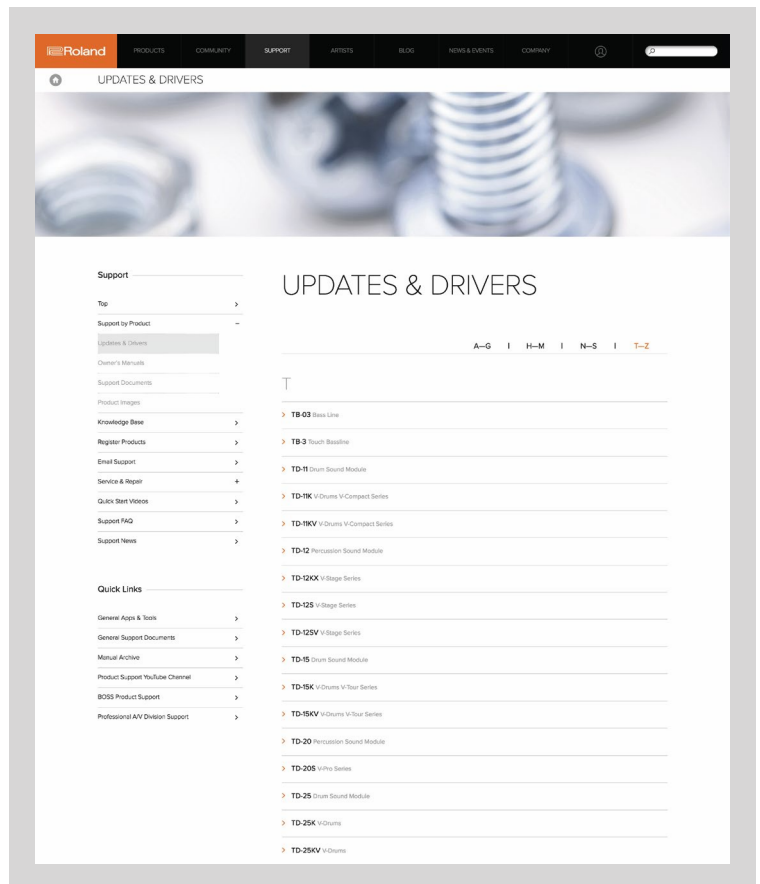 Roland PRODUCTS COMMUNITY SUPPORT ARTISTS BLOG NEWS & EVENTS COMPANY
UPDATES & DRIVERS
Support
Top
Support by Product
Updates & Drivers
Owner's Manuals
Support Documents
Product Images
Knowledge Base
Register Products
Email Support
Service & Repair
Quick Start Videos
Support FAQ
Support News
Quick Links
General Apps & Tools
General Support Documents
Manual Archive
Product Support YouTube Channel
BOSS Product Support
Professional A/V Division Support
UPDATES & DRIVERS
A—G | H—M | N—S | T—Z
T
TB-03 Bass Line
TB-3 Touch Bassline
TD-11 Drum Sound Module
TD-11K V-Drums V-Compact Series
TD-11KV V-Drums V-Compact Series
TD-12 Percussion Sound Module
TD-12KX V-Stage Series
TD-12S V-Stage Series
TD-12SV V-Stage Series
TD-15 Drum Sound Module
TD-15K V-Drums V-Tour Series
TD-15KV V-Drums V-Tour Series
TD-20 Percussion Sound Module
TD-20S V-Pro Series
TD-25 Drum Sound Module
TD-25K V-Drums
TD-25KV V-Drums